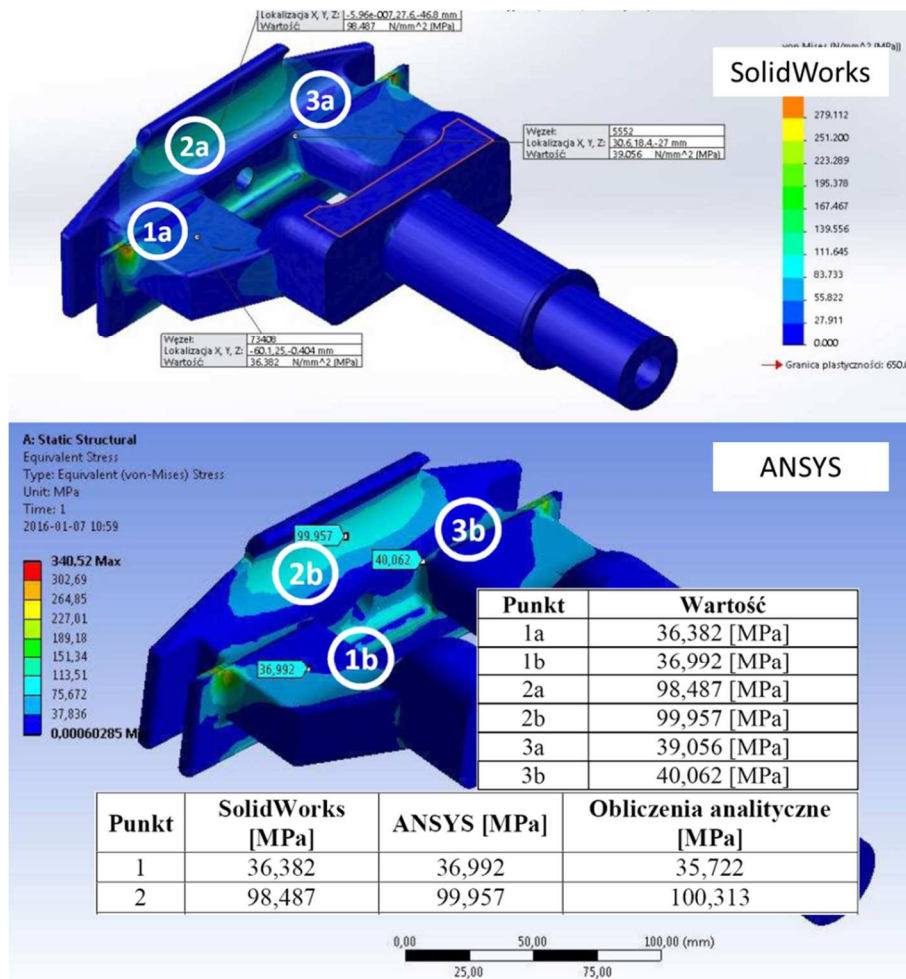 Lokalizacja X, Y, Z: -5.96e-007,27.6,-46.8 mm
Wartość: 98.487 N/mm^2 (MPa)
von Mises (N/mm^2 (MPa))
SolidWorks
279.112
251.200
223.289
195.378
167.467
139.556
111.645
83.733
55.822
27.911
0.000
Granica plastyczności: 650.
3a
2a
1a
Węzeł: 5552
Lokalizacja X, Y, Z: 30.6,18.4,-27 mm
Wartość: 39.056 N/mm^2 (MPa)
Węzeł: 73408
Lokalizacja X, Y, Z: -60.1,25,-0.404 mm
Wartość: 36.382 N/mm^2 (MPa)
A: Static Structural
Equivalent Stress
Type: Equivalent (von-Mises) Stress
Unit: MPa
Time: 1
2016-01-07 10:59
ANSYS
340.52 Max
302,69
264,85
227,01
189,18
151,34
113,51
75,672
37,836
0,00060285 Mi
99,957
3b
40,062
2b
1b
36,992
Punkt Wartość
1a 36,382 [MPa]
1b 36,992 [MPa]
2a 98,487 [MPa]
2b 99,957 [MPa]
3a 39,056 [MPa]
3b 40,062 [MPa]
Punkt SolidWorks [MPa] ANSYS [MPa] Obliczenia analityczne [MPa]
1 36,382 36,992 35,722
2 98,487 99,957 100,313
0,00 50,00 100,00 (mm)
25,00 75,00